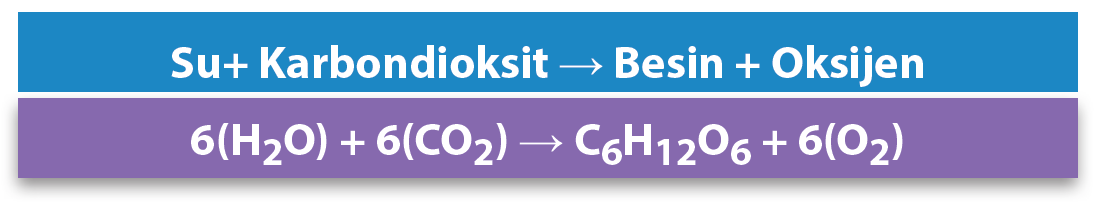 Su+ Karbondioksit → Besin + Oksijen
6(H₂O) + 6(CO₂) → C₆H₁₂O₆ + 6(O₂)